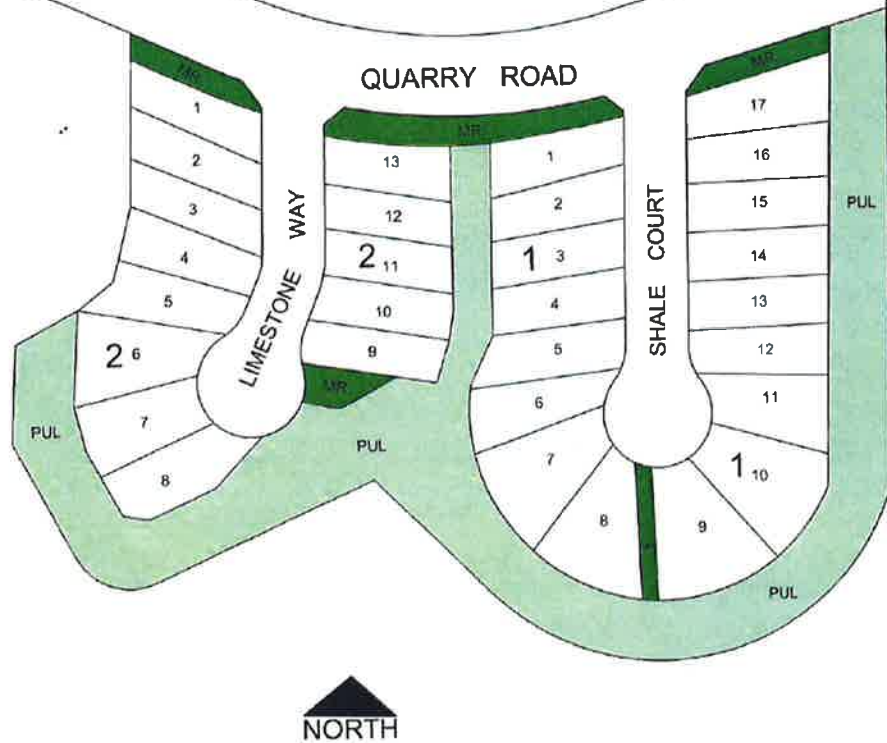 MR
MR
QUARRY ROAD
MR
1
2
3
4
5
2 6
7
8
LIMESTONE WAY
13
12
2 11
10
9
MR
1
2
1 3
4
5
6
7
8
9
1 10
11
12
13
14
15
16
17
SHALE COURT
PUL
PUL
PUL
PUL
NORTH